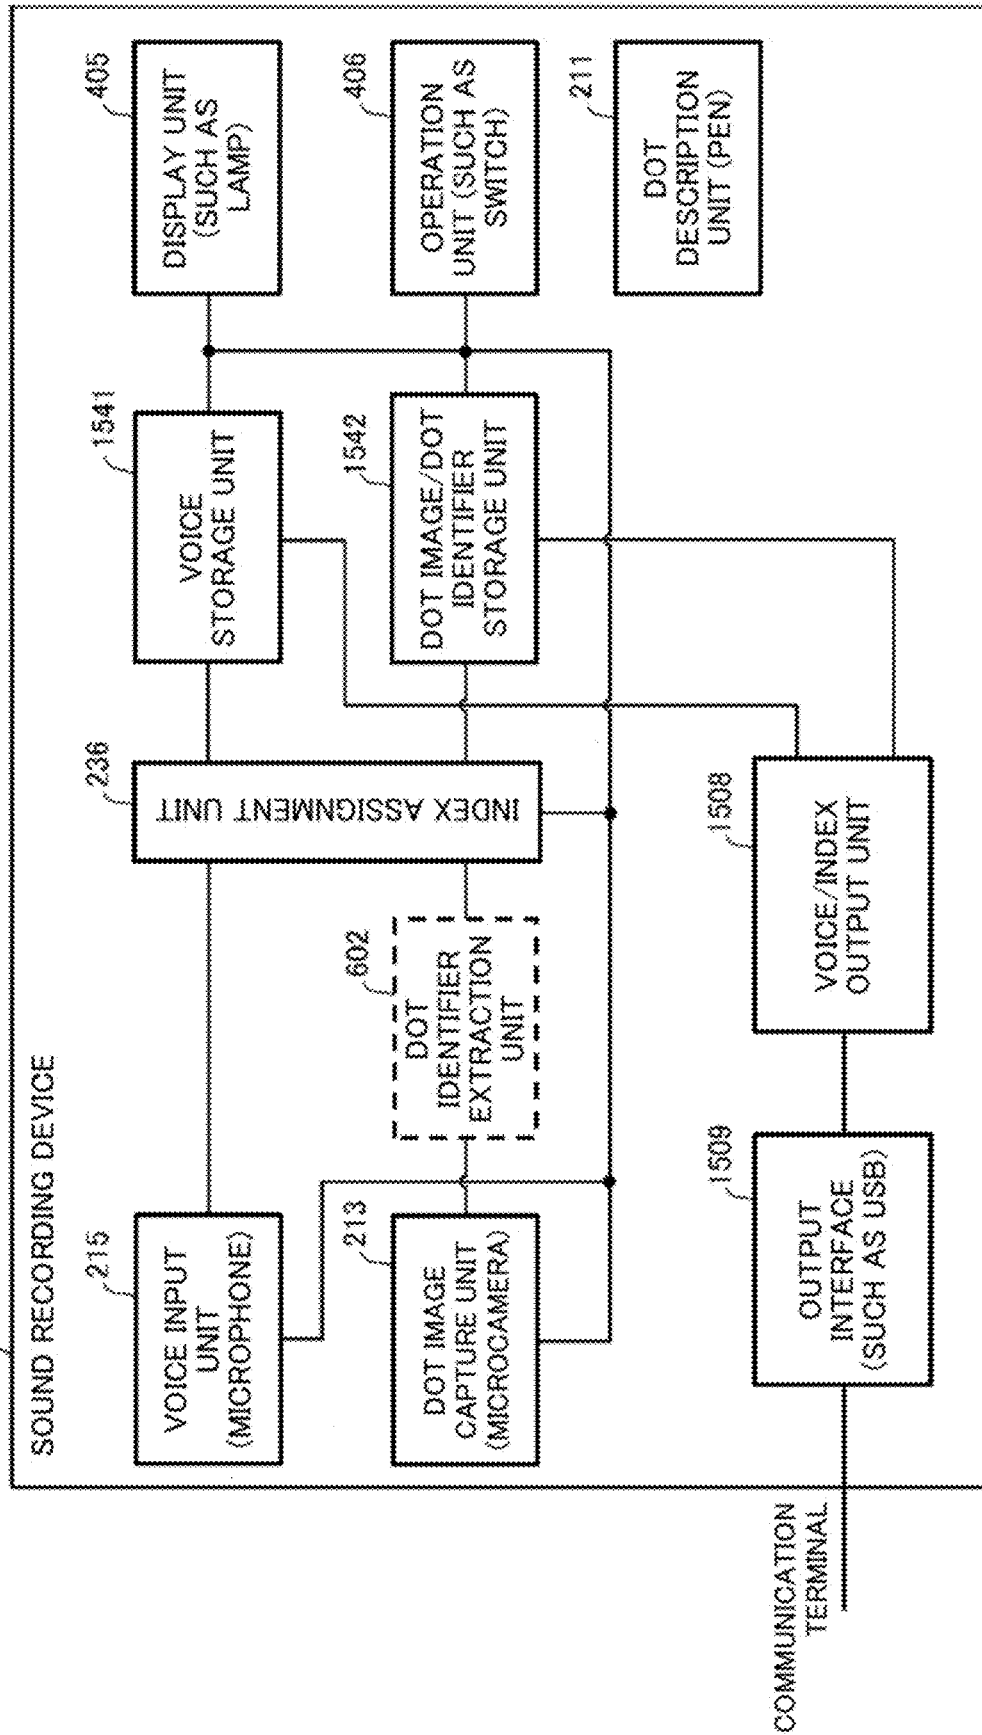 SOUND RECORDING DEVICE
215
VOICE INPUT
UNIT
(MICROPHONE)
236
INDEX ASSIGNMENT UNIT
1541
VOICE
STORAGE UNIT
405
DISPLAY UNIT
(SUCH AS
LAMP)
213
DOT IMAGE
CAPTURE UNIT
(MICROCAMERA)
602
DOT
IDENTIFIER
EXTRACTION
UNIT
1542
DOT IMAGE/DOT
IDENTIFIER
STORAGE UNIT
406
OPERATION
UNIT (SUCH AS
SWITCH)
211
DOT
DESCRIPTION
UNIT (PEN)
COMMUNICATION
TERMINAL
1509
OUTPUT
INTERFACE
(SUCH AS USB)
1508
VOICE/INDEX
OUTPUT UNIT